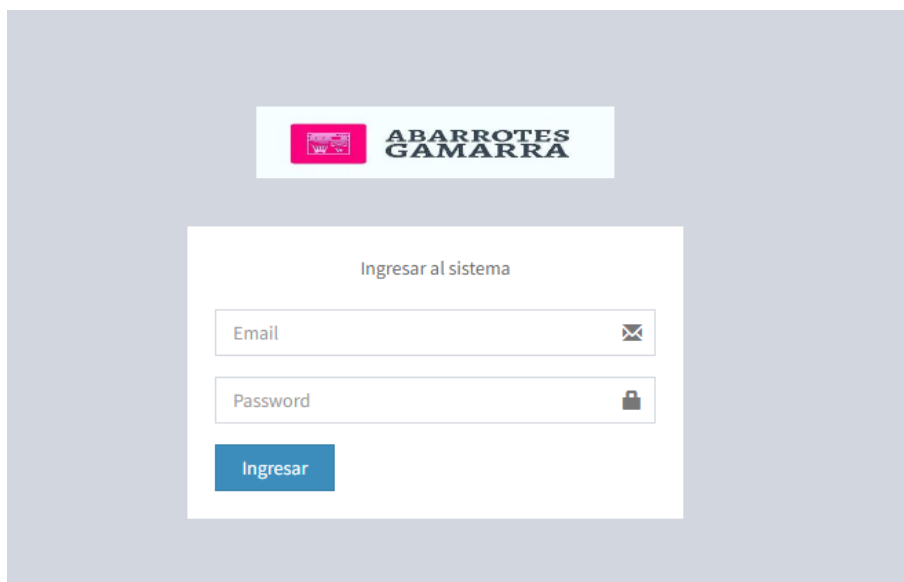 ABARROTES
GAMARRA
Ingresar al sistema
Email
Password
Ingresar